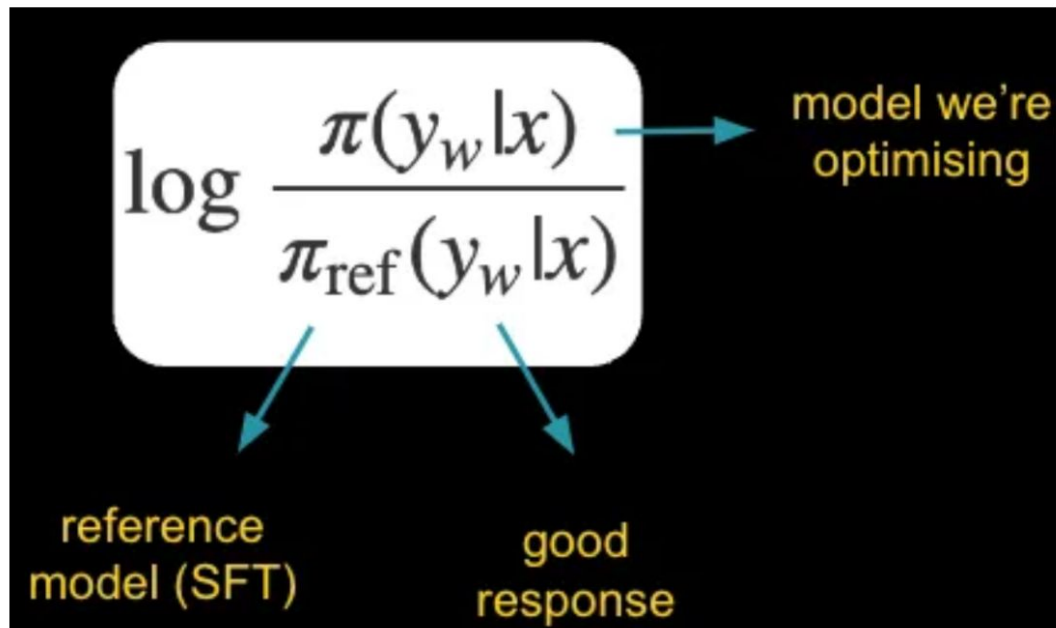 log π(y_w|x) / π_ref(y_w|x)
model we're
optimising
reference
model (SFT)
good
response